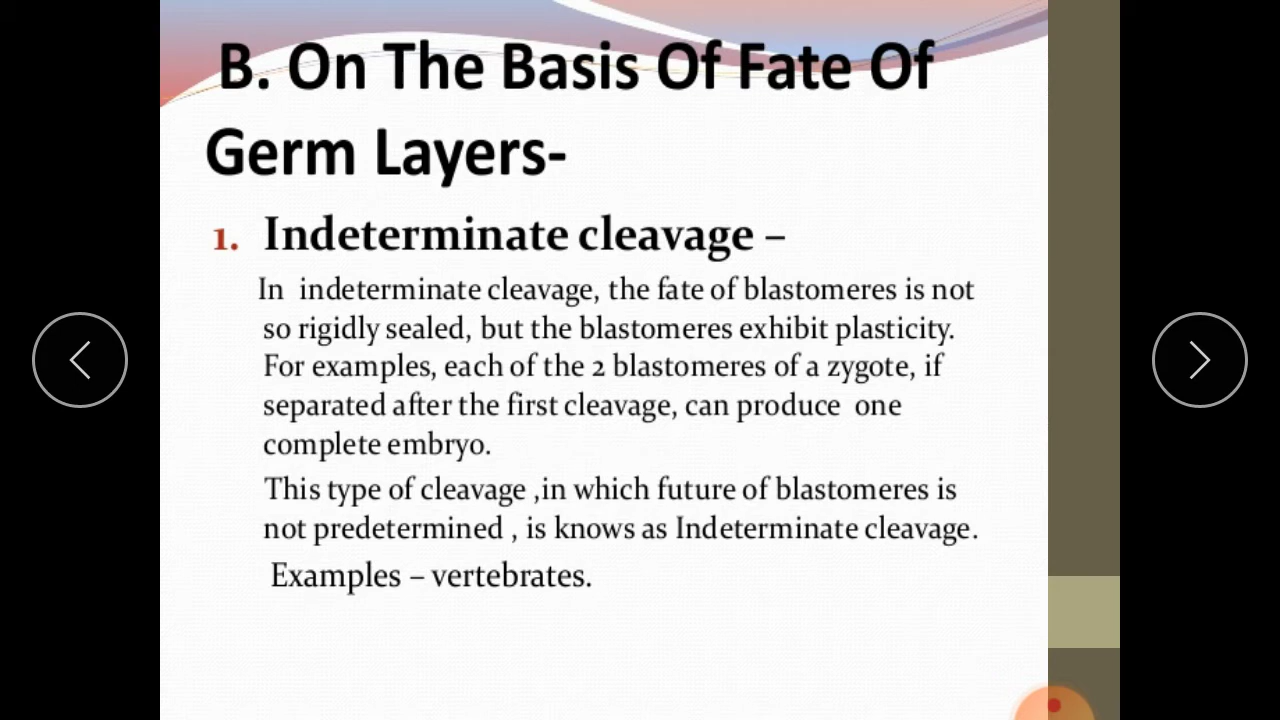 B. On The Basis Of Fate Of
Germ Layers-
1. Indeterminate cleavage –
In indeterminate cleavage, the fate of blastomeres is not
so rigidly sealed, but the blastomeres exhibit plasticity.
For examples, each of the 2 blastomeres of a zygote, if
separated after the first cleavage, can produce one
complete embryo.
This type of cleavage ,in which future of blastomeres is
not predetermined , is knows as Indeterminate cleavage.
Examples – vertebrates.